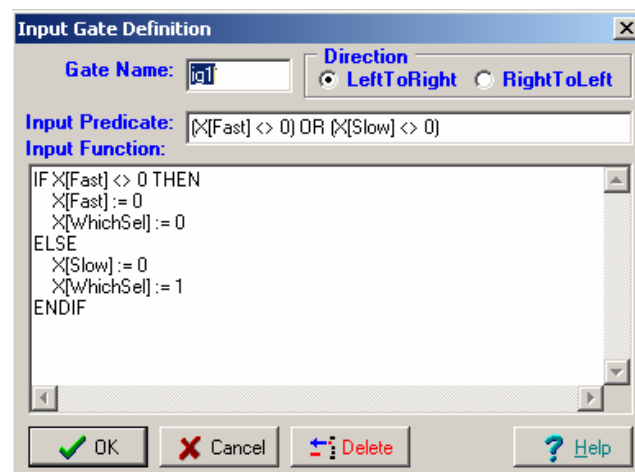 Input Gate Definition
Gate Name: ig1
Direction
LeftToRight RightToLeft
Input Predicate: (X[Fast] <> 0) OR (X[Slow] <> 0)
Input Function:
IF X[Fast] <> 0 THEN
X[Fast] := 0
X[WhichSel] := 0
ELSE
X[Slow] := 0
X[WhichSel] := 1
ENDIF
OK Cancel Delete Help